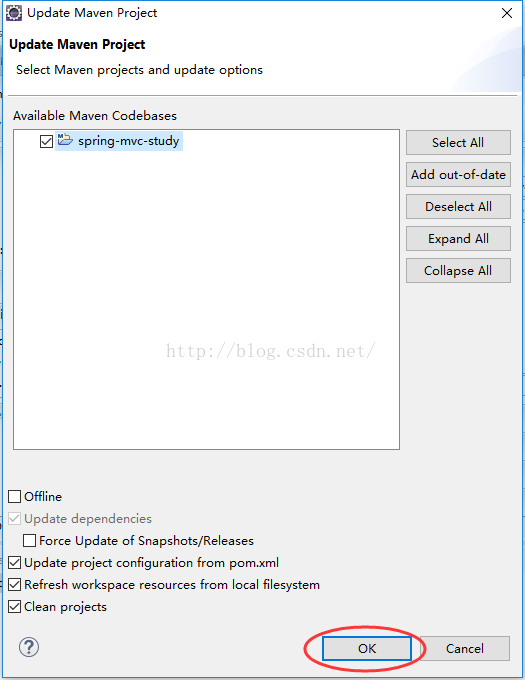 Update Maven Project
Update Maven Project
Select Maven projects and update options
Available Maven Codebases
spring-mvc-study
Select All
Add out-of-date
Deselect All
Expand All
Collapse All
http://blog.csdn.net/
Offline
Update dependencies
Force Update of Snapshots/Releases
Update project configuration from pom.xml
Refresh workspace resources from local filesystem
Clean projects
?
OK
Cancel